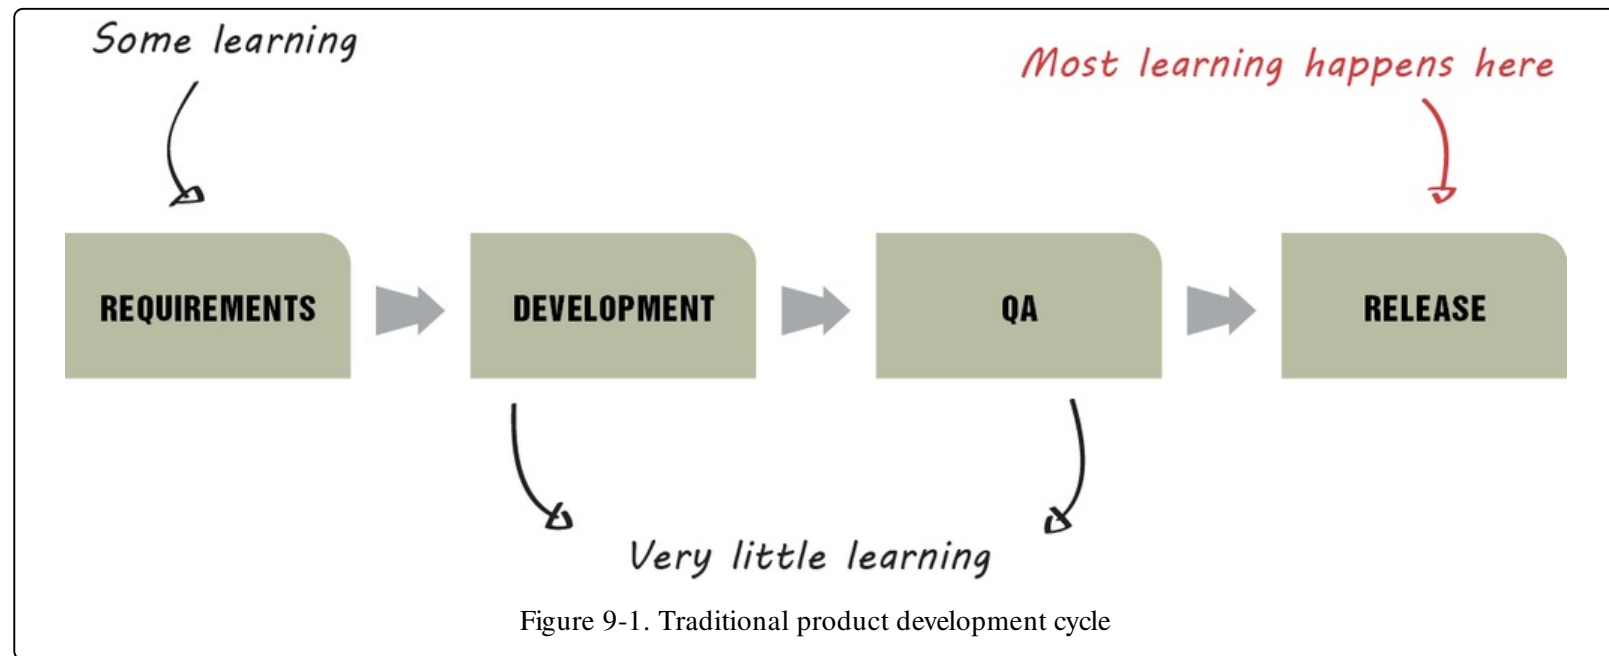 Some learning
Most learning happens here
REQUIREMENTS
DEVELOPMENT
QA
RELEASE
Very little learning
Figure 9-1. Traditional product development cycle